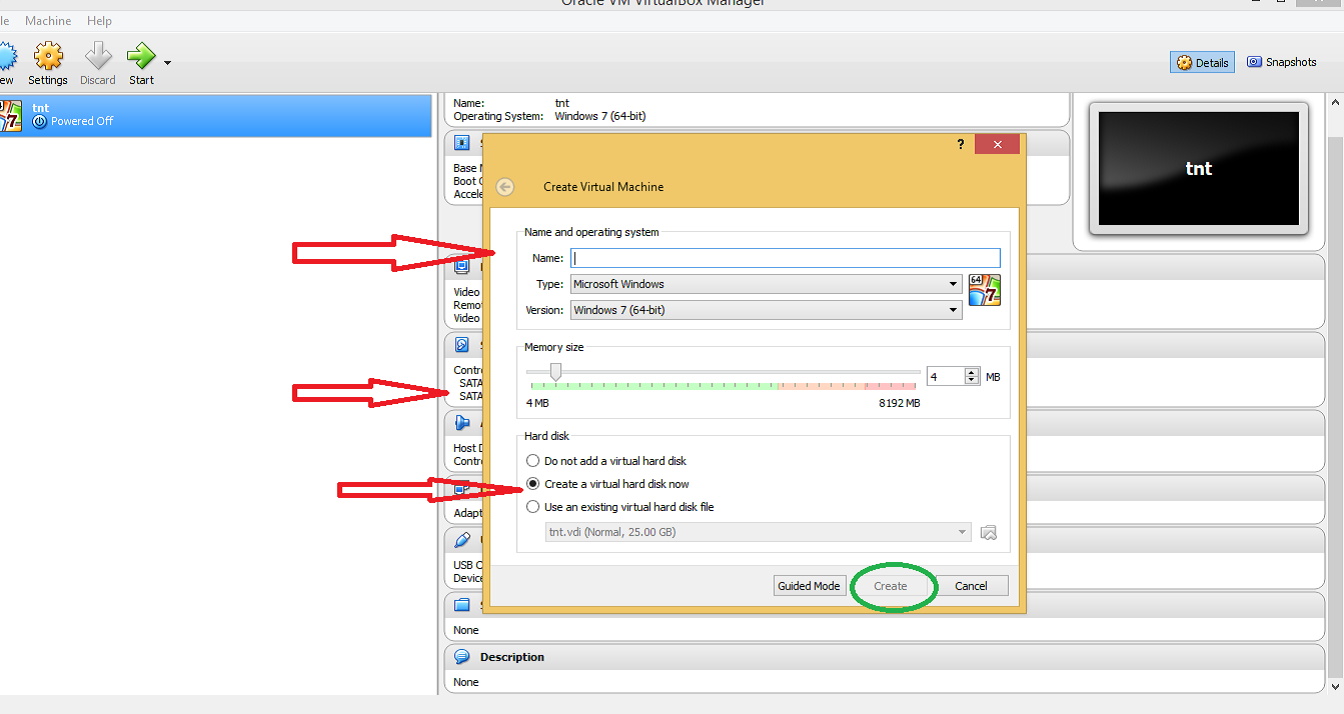 Oracle VM VirtualBox Manager
le Machine Help
ew Settings Discard Start
Details Snapshots
tnt
Powered Off
Name: tnt
Operating System: Windows 7 (64-bit)
tnt
Base
Boot
Accele
?
Create Virtual Machine
Name and operating system
Name:
Type: Microsoft Windows
64
7
Version: Windows 7 (64-bit)
Video
Remot
Video
Memory size
4 MB
4 MB 8192 MB
Contro
SATA
SATA
Hard disk
Do not add a virtual hard disk
Create a virtual hard disk now
Use an existing virtual hard disk file
tnt.vdi (Normal, 25.00 GB)
Host D
Contro
Adapt
USB C
Device
Guided Mode Create Cancel
None
Description
None